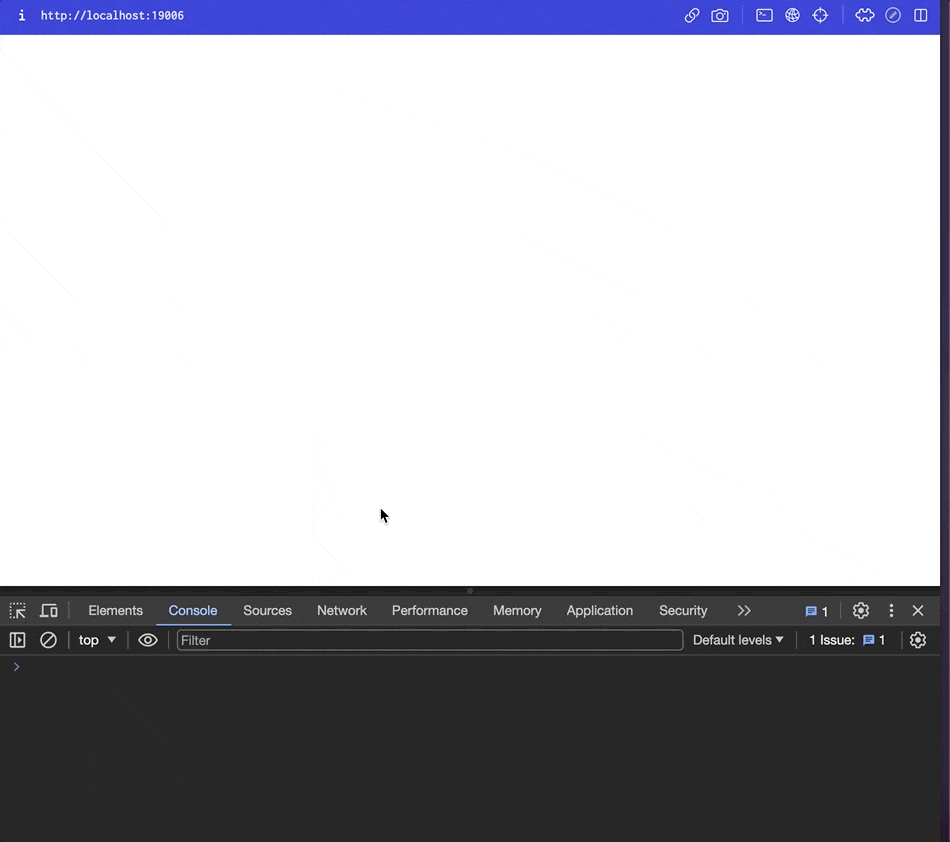 i http://localhost:19006
Elements Console Sources Network Performance Memory Application Security 1
top Filter Default levels 1 Issue: 1